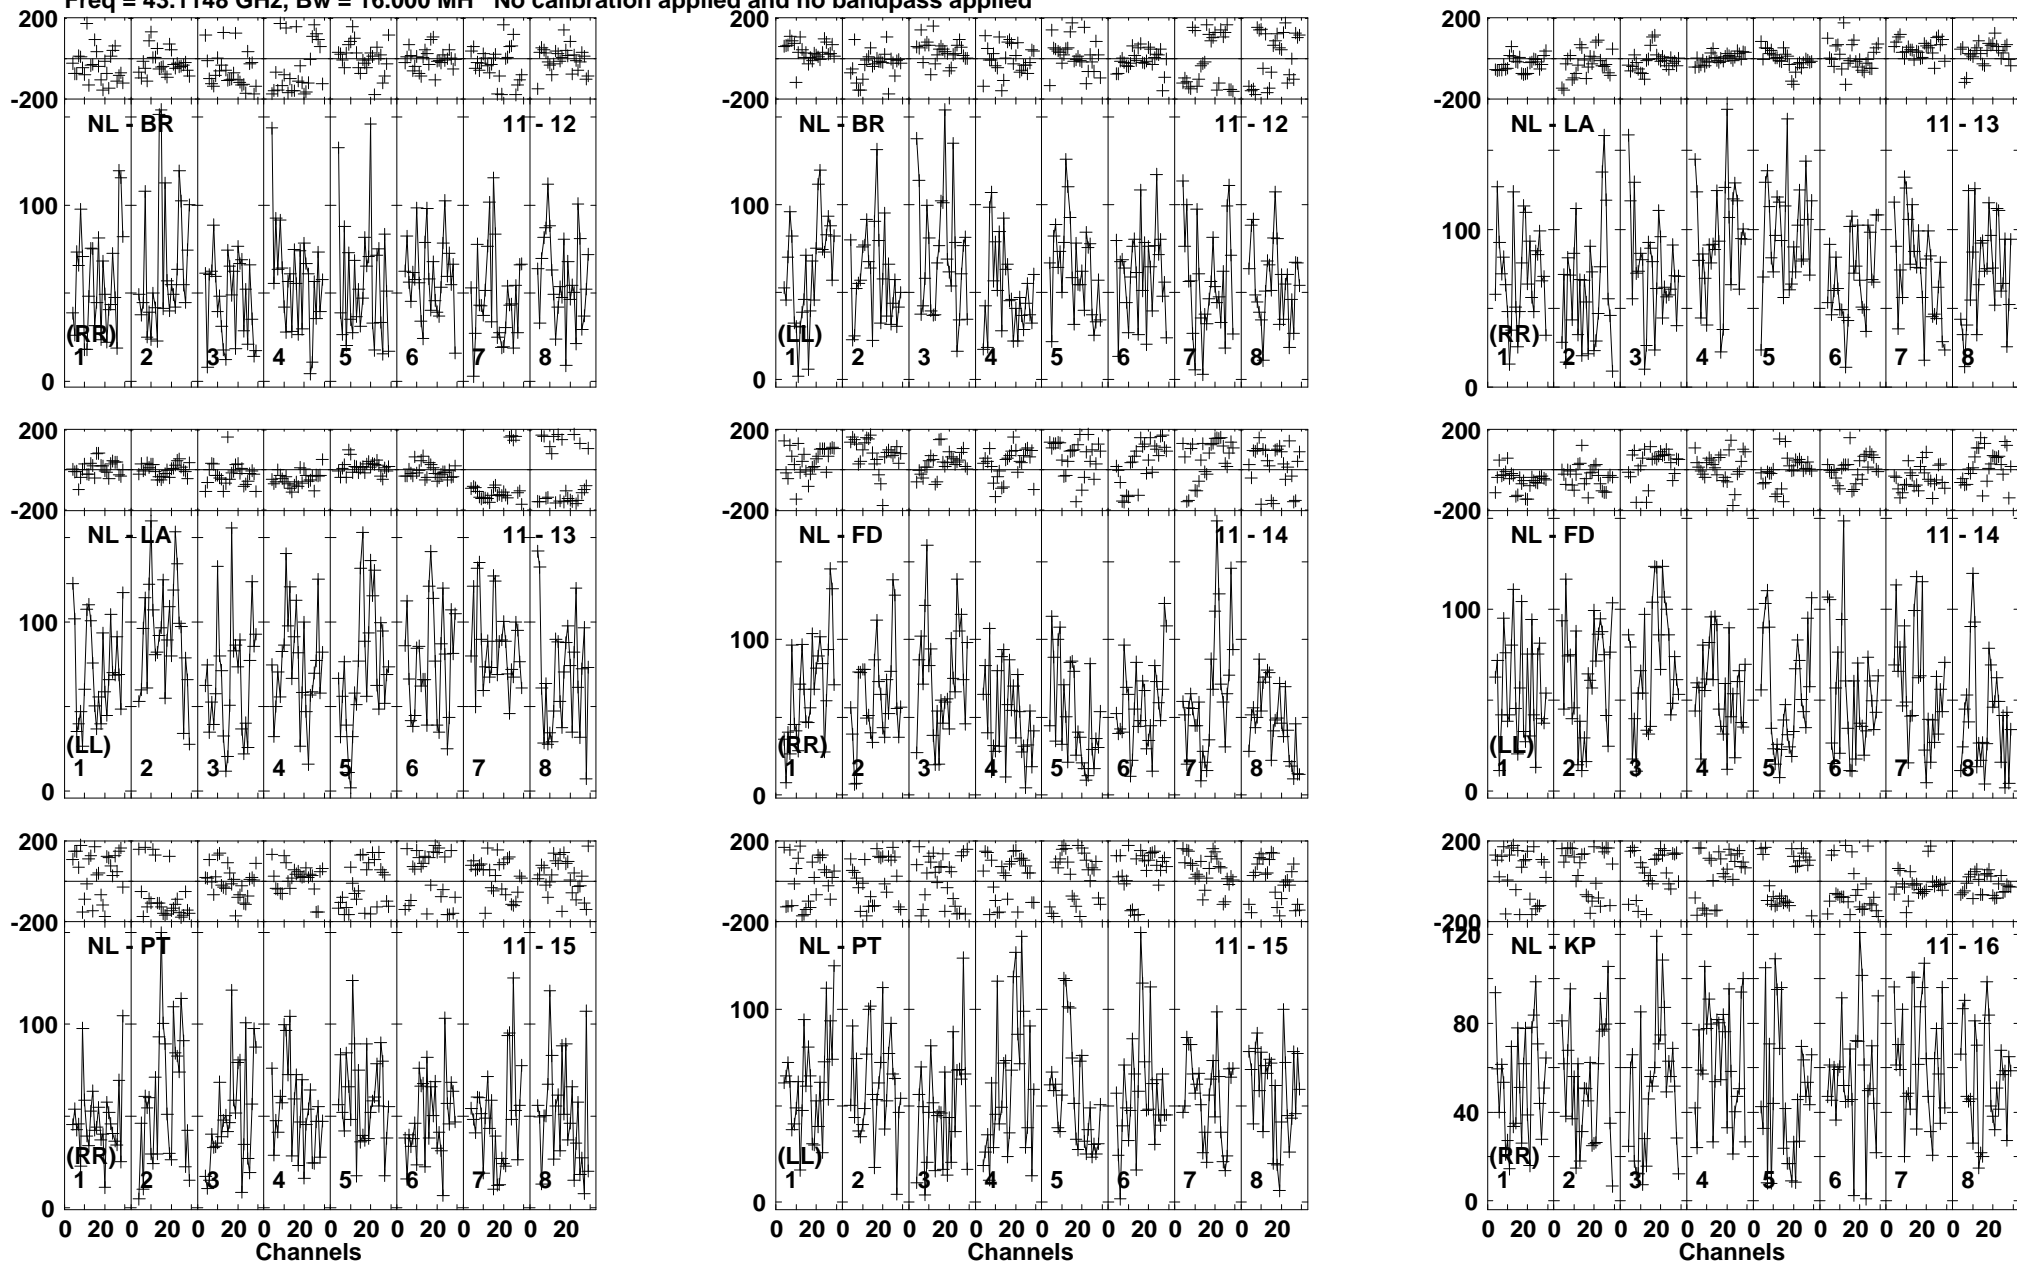 Freq = 43.1148 GHz, Bw = 16.000 MH No calibration applied and no bandpass applied
200 200 200
-200 -200 -200
NL - BR 11 - 12 NL - BR 11 - 12 NL - LA 11 - 13
100 100 100
(RR) (LL) (RR)
1 2 3 4 5 6 7 8 1 2 3 4 5 6 7 8 1 2 3 4 5 6 7 8
0 0 0
200 200 200
-200 -200 -200
NL - LA 11 - 13 NL - FD 11 - 14 NL - FD 11 - 14
100 100 100
(LL) (RR) (LL)
1 2 3 4 5 6 7 8 1 2 3 4 5 6 7 8 1 2 3 4 5 6 7 8
0 0 0
200 200 200
-200 -200 -200
120
NL - PT 11 - 15 NL - PT 11 - 15 NL - KP 11 - 16
100 100 80
40
(RR) (LL) (RR)
1 2 3 4 5 6 7 8 1 2 3 4 5 6 7 8 1 2 3 4 5 6 7 8
0 0 0
0 20 0 20 0 20 0 20 0 20 0 20 0 20 0 20 0 20 0 20 0 20 0 20 0 20 0 20 0 20 0 20 0 20 0 20 0 20 0 20 0 20 0 20 0 20 0 20
Channels Channels Channels